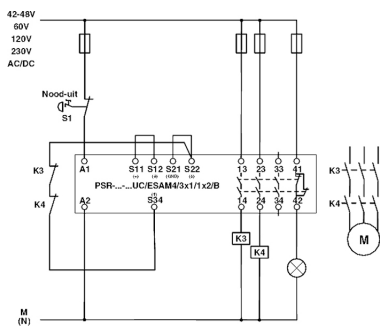 42-48V
60V
120V
230V
AC/DC
Nood-uit
S1
A1 S11 S12 S21 S22 13 23 33 41
(+) (+) (GND) (-)
K3
PSR-...-...UC/ESAM4/3x1/1x2/B
K3
K4
A2 S34 14 24 34 42
K4
K3
K4
M
M
(N)